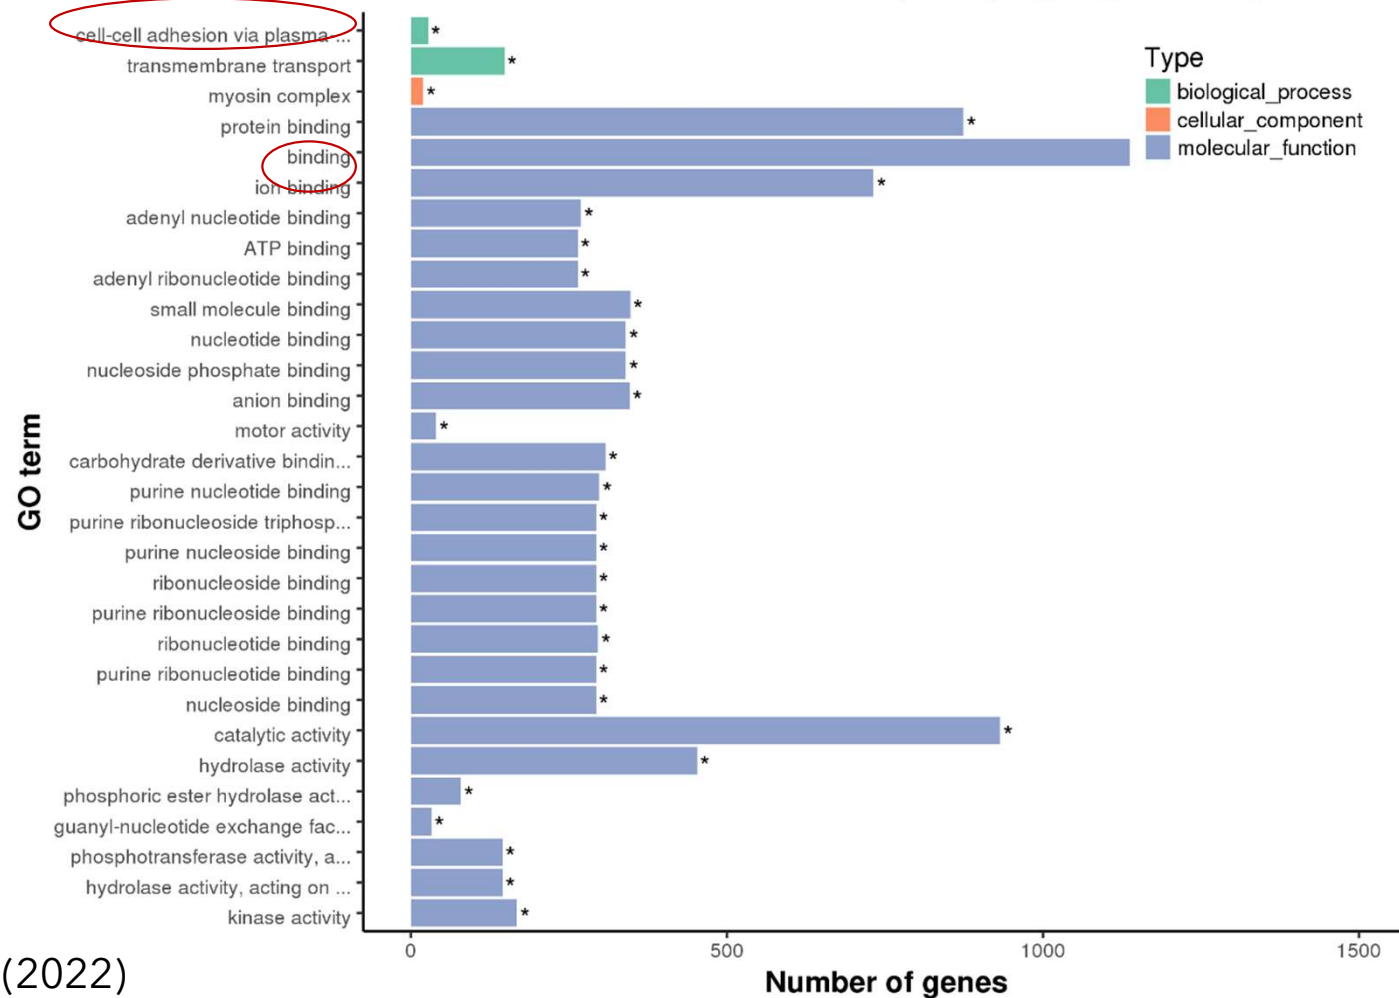 cell-cell adhesion via plasma-...
*
transmembrane transport
*
myosin complex
*
protein binding
*
binding
ion binding
*
adenyl nucleotide binding
*
ATP binding
*
adenyl ribonucleotide binding
*
small molecule binding
*
nucleotide binding
*
nucleoside phosphate binding
*
anion binding
*
motor activity
*
carbohydrate derivative bindin...
*
purine nucleotide binding
*
purine ribonucleoside triphosp...
*
purine nucleoside binding
*
ribonucleoside binding
*
purine ribonucleoside binding
*
ribonucleotide binding
*
purine ribonucleotide binding
*
nucleoside binding
*
catalytic activity
*
hydrolase activity
*
phosphoric ester hydrolase act...
*
guanyl-nucleotide exchange fac...
*
phosphotransferase activity, a...
*
hydrolase activity, acting on ...
*
kinase activity
*
GO term
Type
biological_process
cellular_component
molecular_function
0 500 1000 1500
Number of genes
(2022)